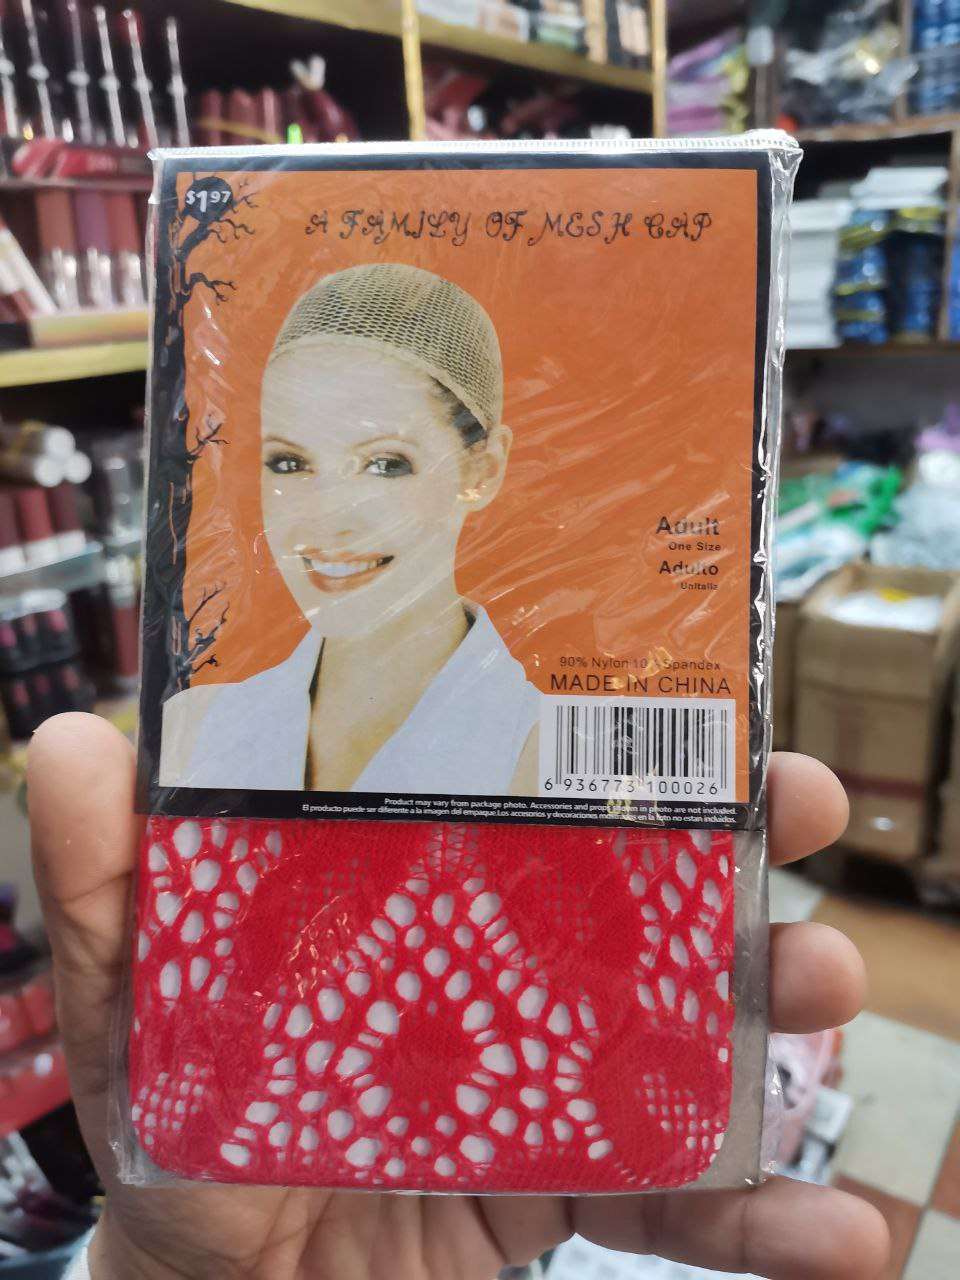 $1.97
A FAMILY OF MESH CAP
Adult
One Size
Adulto
Unitalla
90% Nylon 10% Spandex
MADE IN CHINA
6 936773 100026
Product may vary from package photo. Accessories and props shown in photo are not included.
El producto puede ser diferente a la imagen del empaque.Los accesorios y decoraciones mostradas en la foto no estan incluidos.